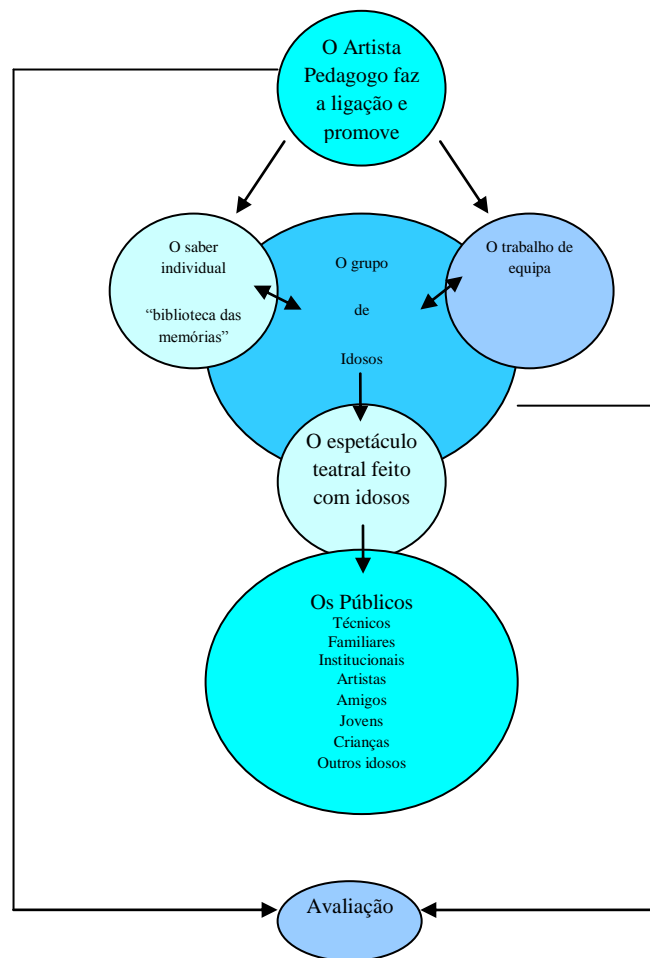 O Artista
Pedagogo faz
a ligação e
promove
O saber
individual
“biblioteca das
memórias”
O grupo
de
Idosos
O trabalho de
equipa
O espetáculo
teatral feito
com idosos
Os Públicos
Técnicos
Familiares
Institucionais
Artistas
Amigos
Jovens
Crianças
Outros idosos
Avaliação